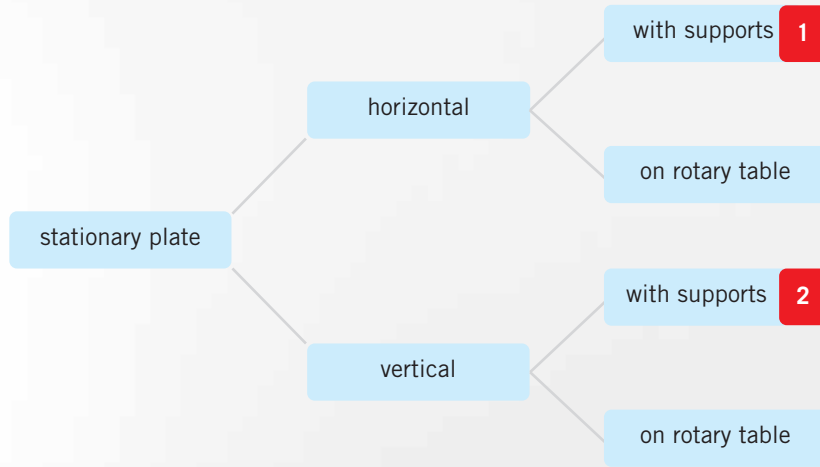 with supports 1
horizontal
on rotary table
stationary plate
with supports 2
vertical
on rotary table